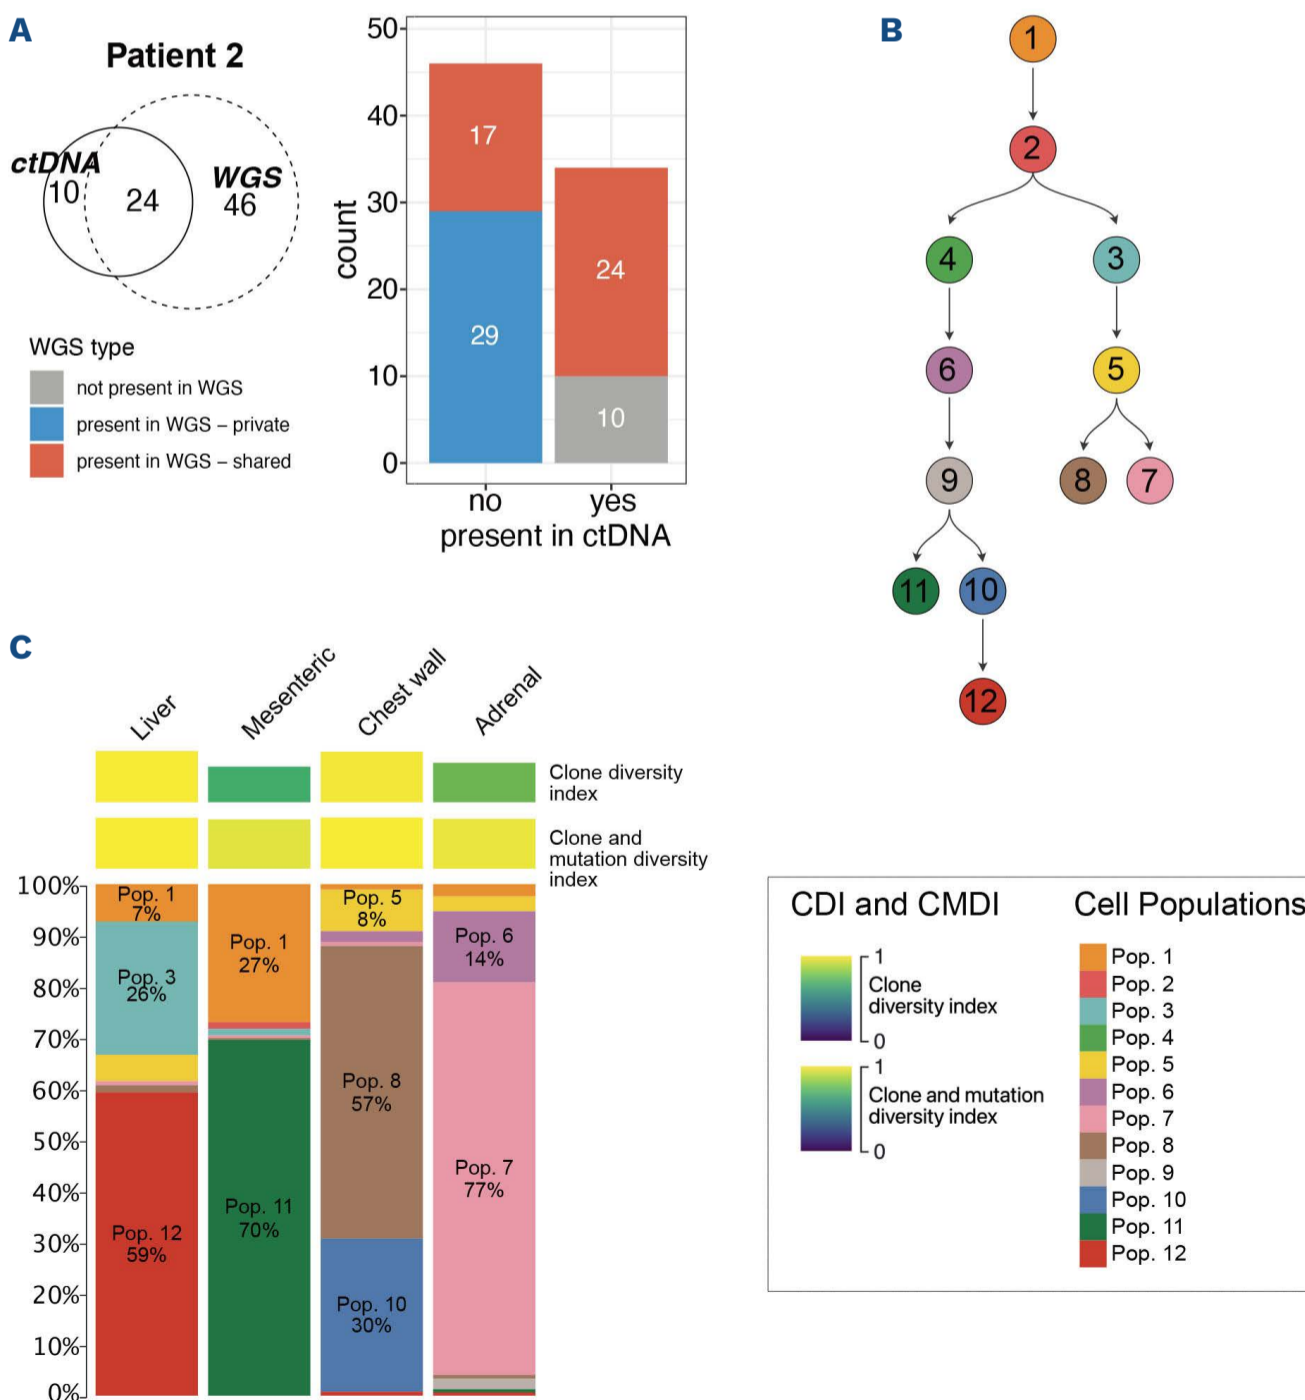 A
Patient 2
ctDNA
10
24
WGS
46
WGS type
not present in WGS
present in WGS – private
present in WGS – shared
50
40
30
20
10
0
count
17
29
24
10
no
yes
present in ctDNA
B
1
2
4
3
6
5
9
8
7
11
10
12
C
Liver
Mesenteric
Chest wall
Adrenal
Clone diversity
index
Clone and
mutation diversity
index
100%
90%
80%
70%
60%
50%
40%
30%
20%
10%
0%
Pop. 1
7%
Pop. 3
26%
Pop. 12
59%
Pop. 1
27%
Pop. 11
70%
Pop. 5
8%
Pop. 8
57%
Pop. 10
30%
Pop. 6
14%
Pop. 7
77%
CDI and CMDI
1
Clone
diversity index
0
1
Clone and mutation
diversity index
0
Cell Populations
Pop. 1
Pop. 2
Pop. 3
Pop. 4
Pop. 5
Pop. 6
Pop. 7
Pop. 8
Pop. 9
Pop. 10
Pop. 11
Pop. 12